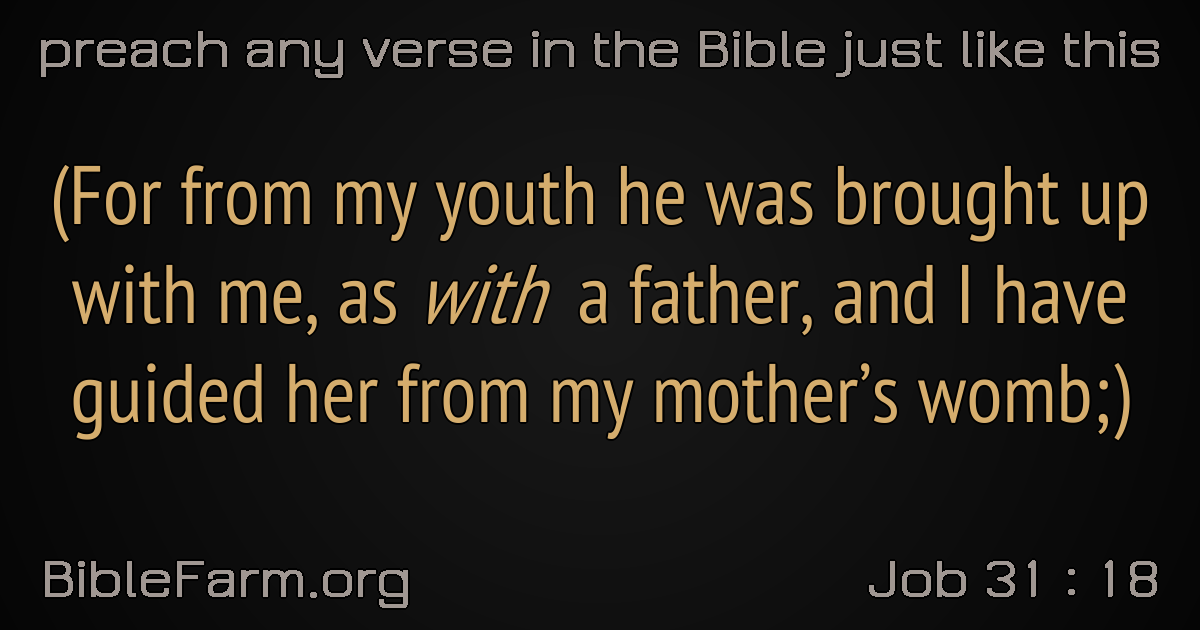 preach any verse in the Bible just like this
(For from my youth he was brought up
with me, as with a father, and I have
guided her from my mother’s womb;)
BibleFarm.org
Job 31 : 18